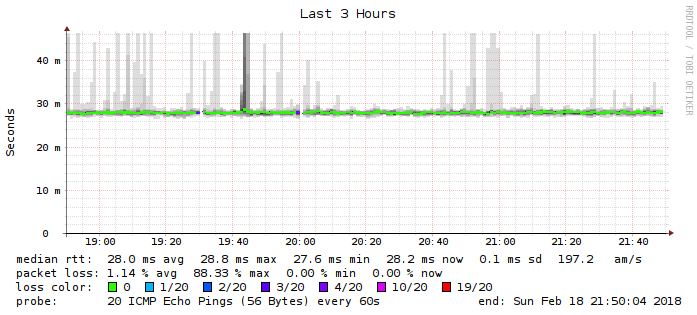 Last 3 Hours
RRDTOOL / TOBI OETIKER
Seconds
40 m
30 m
20 m
10 m
0
19:00 19:20 19:40 20:00 20:20 20:40 21:00 21:20 21:40
median rtt: 28.0 ms avg 28.8 ms max 27.6 ms min 28.2 ms now 0.1 ms sd 197.2 am/s
packet loss: 1.14 % avg 88.33 % max 0.00 % min 0.00 % now
loss color: 0 1/20 2/20 3/20 4/20 10/20 19/20
probe: 20 ICMP Echo Pings (56 Bytes) every 60s end: Sun Feb 18 21:50:04 2018